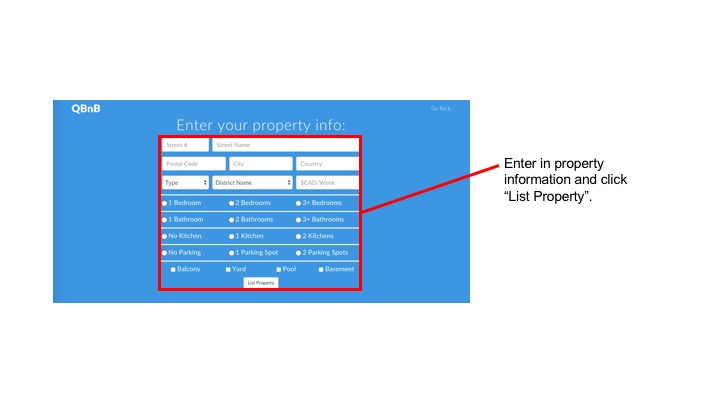 QBnB
Go Back
Enter your property info:
Street # Street Name
Postal Code City Country
Type District Name $CAD/Week
1 Bedroom 2 Bedrooms 3+ Bedrooms
1 Bathroom 2 Bathrooms 3+ Bathrooms
No Kitchen 1 Kitchen 2 Kitchens
No Parking 1 Parking Spot 2 Parking Spots
Balcony Yard Pool Basement
List Property
Enter in property
information and click
“List Property”.